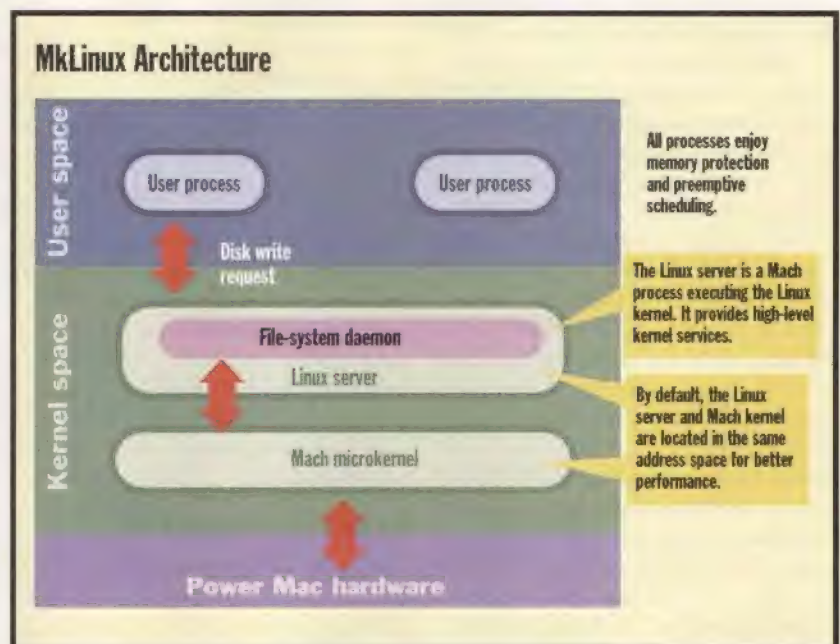 MkLinux Architecture
User space
User process
User process
All processes enjoy
memory protection
and preemptive
scheduling.
Disk write
request
Kernel space
File-system daemon
Linux server
The Linux server is a Mach
process executing the Linux
kernel. It provides high-level
kernel services.
Mach microkernel
By default, the Linux
server and Mach kernel
are located in the same
address space for better
performance.
Power Mac hardware